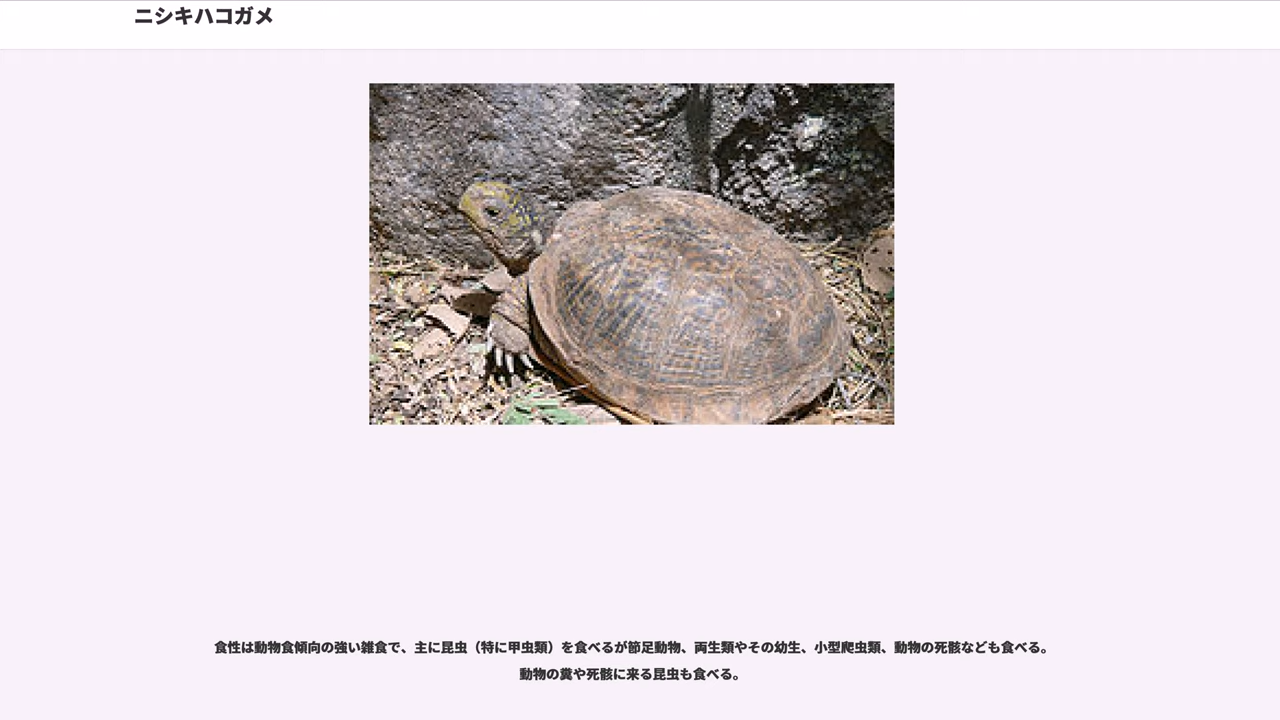 ニシキハコガメ
食性は動物食傾向の強い雑食で、主に昆虫（特に甲虫類）を食べるが節足動物、両生類やその幼生、小型爬虫類、動物の死骸なども食べる。
動物の糞や死骸に来る昆虫も食べる。